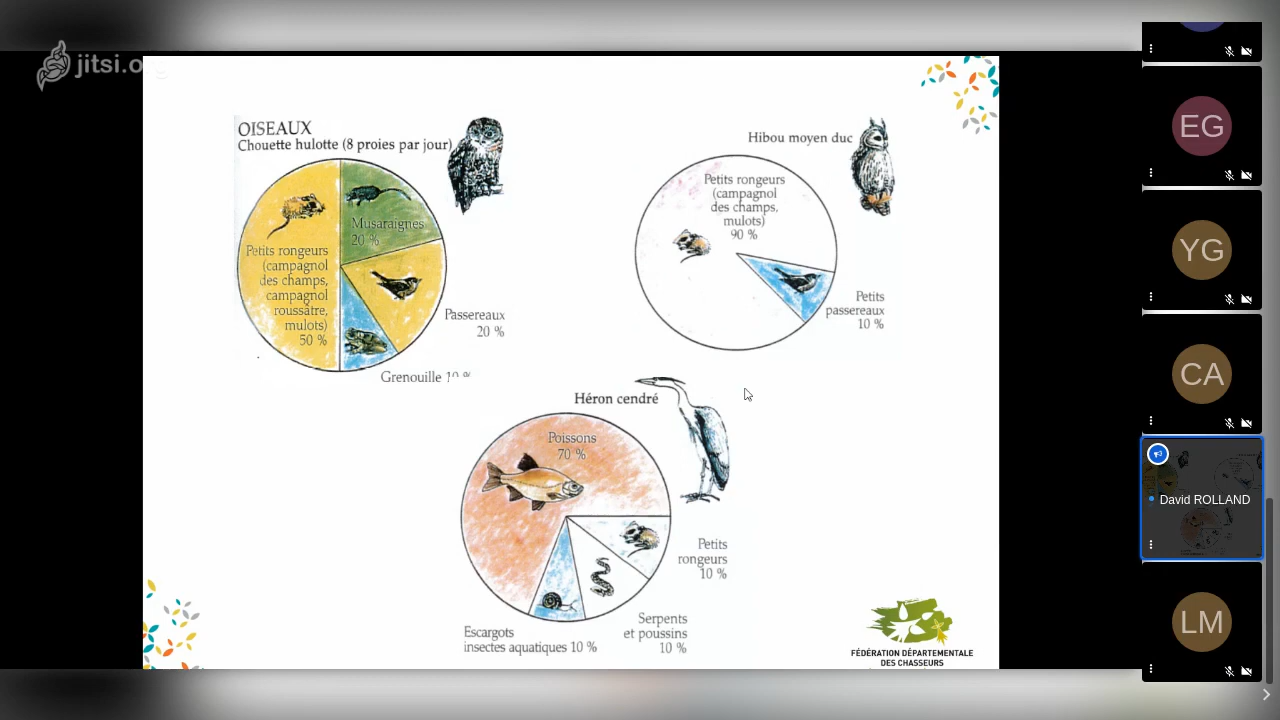 jitsi.org
OISEAUX
Chouette hulotte (8 proies par jour)
Musaraignes
20 %
Petits rongeurs
(campagnol
des champs,
campagnol
roussâtre,
mulots)
50 %
Passereaux
20 %
Grenouille 10 %
Hibou moyen duc
Petits rongeurs
(campagnol
des champs,
mulots)
90 %
Petits
passereaux
10 %
Héron cendré
Poissons
70 %
Petits
rongeurs
10 %
Serpents
et poussins
10 %
Escargots
insectes aquatiques 10 %
FÉDÉRATION DÉPARTEMENTALE
DES CHASSEURS
EG
YG
CA
David ROLLAND
LM